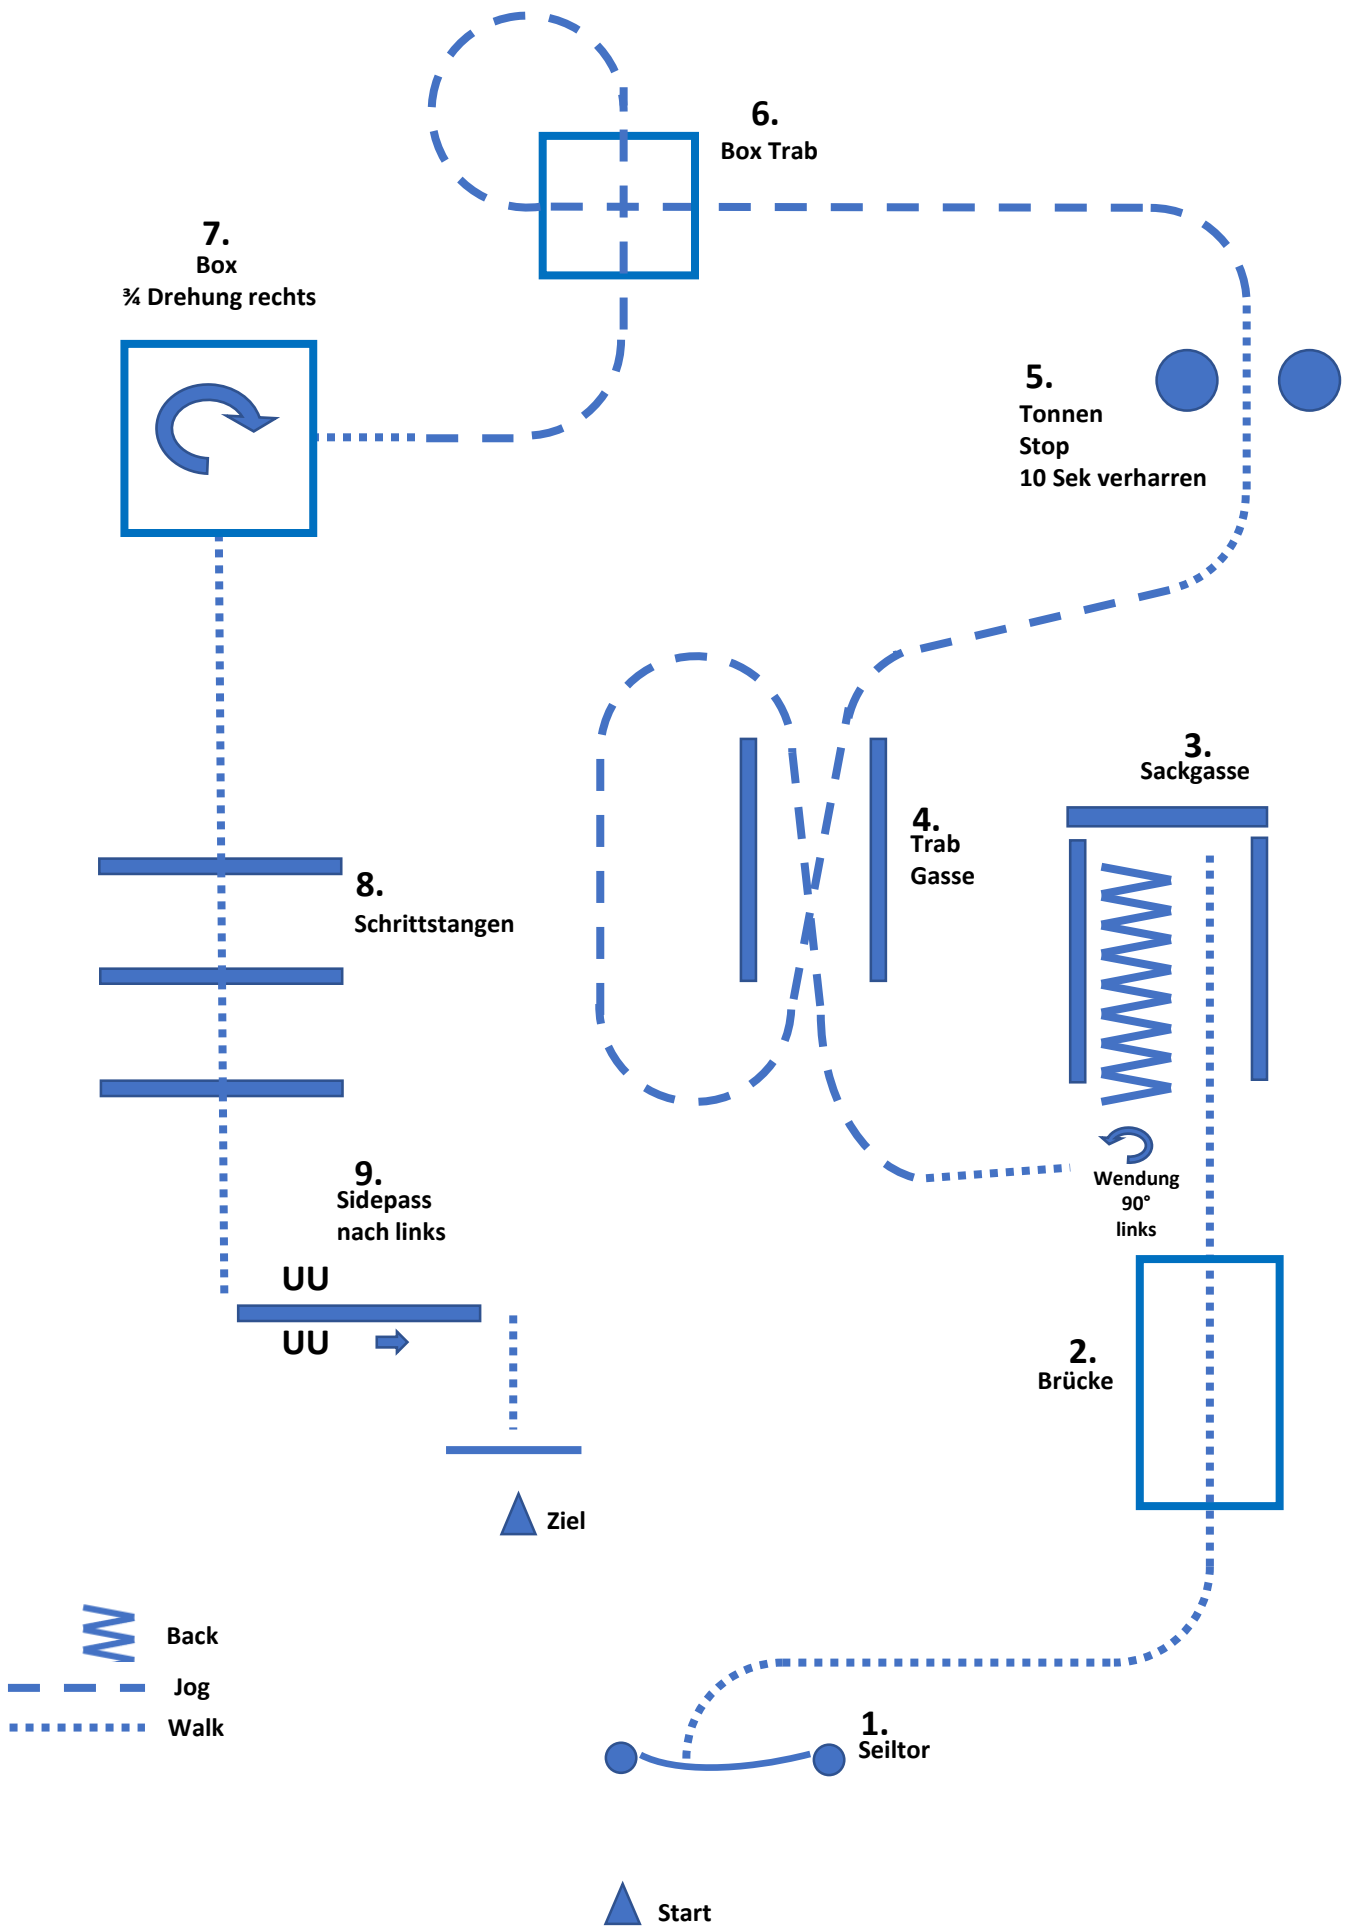 6.
Box Trab
7.
Box
¾ Drehung rechts
5.
Tonnen
Stop
10 Sek verharren
3.
Sackgasse
4.
Trab
Gasse
8.
Schrittstangen
Wendung
90°
links
9.
Sidepass
nach links
UU
UU
2.
Brücke
Ziel
Back
Jog
Walk
1.
Seiltor
Start